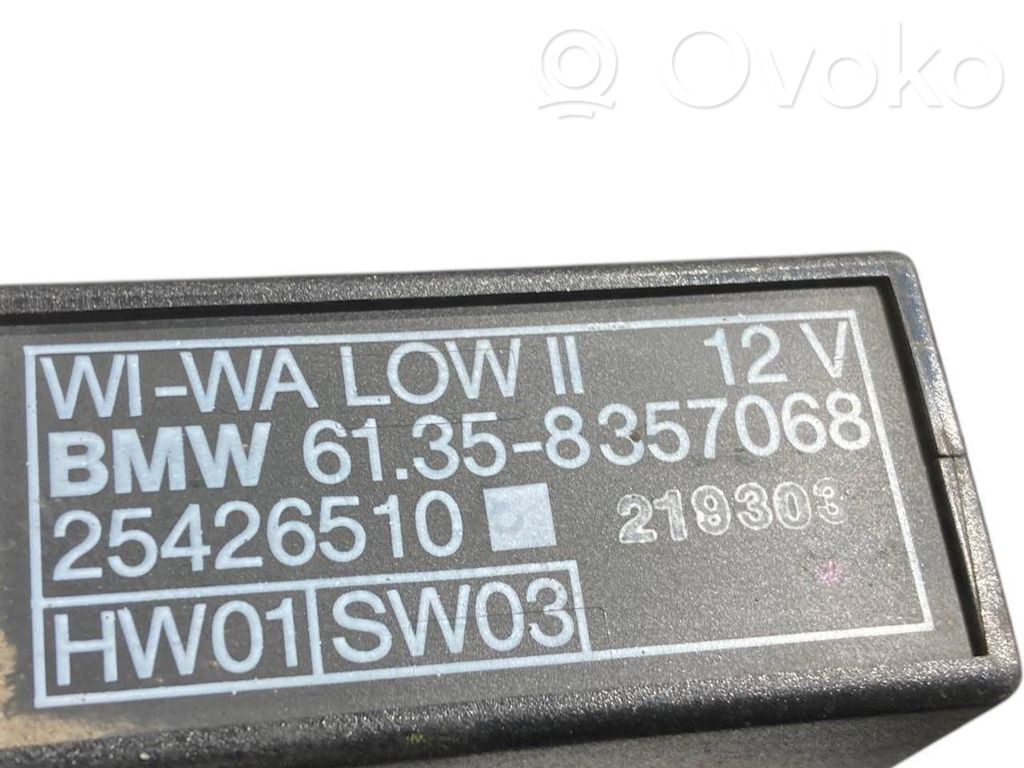 Ovoko
WI-WA LOW II 12 V
BMW 61.35-8357068
25426510 219303
HW01 SW03